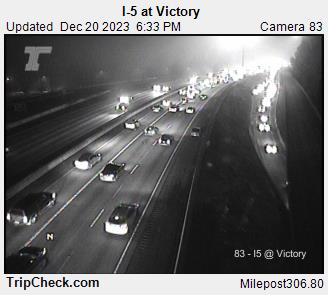 I-5 at Victory
Updated Dec 20 2023 6:33 PM Camera 83
T
N
83 - I5 @ Victory
TripCheck.com Milepost306.80